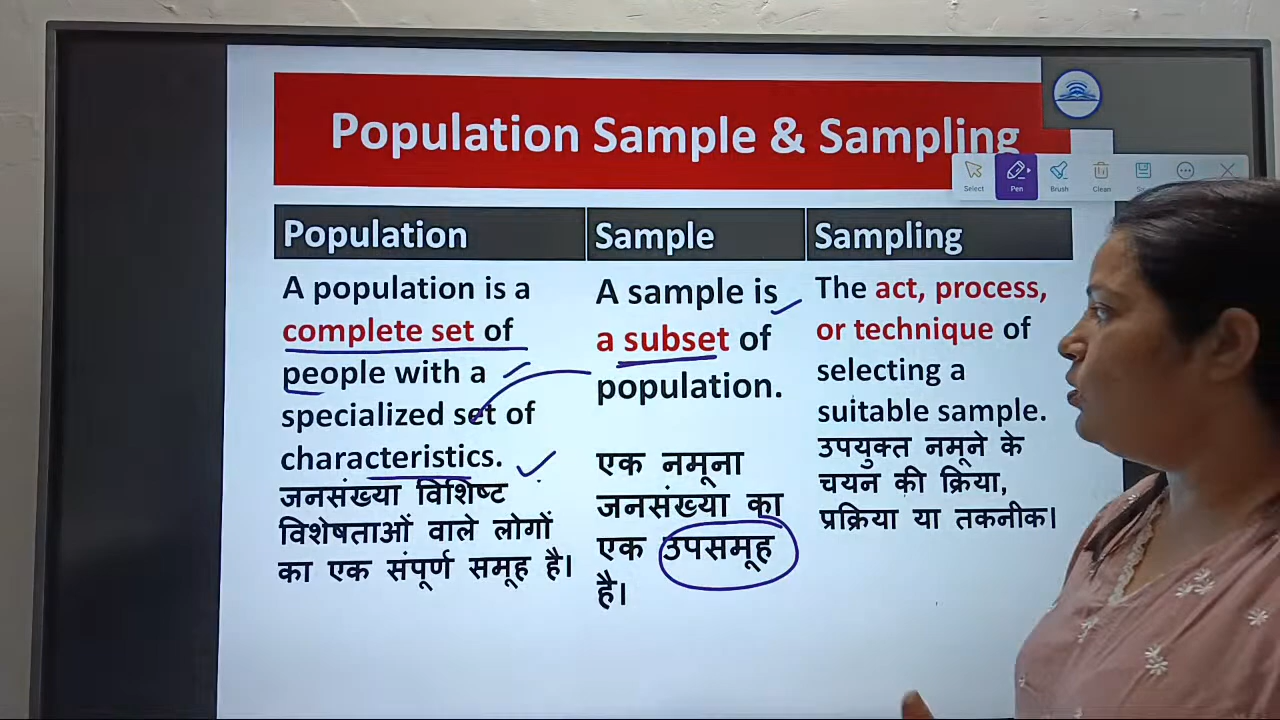 Population Sample & Sampling
Select
Pen
Brush
Clean
Population
A population is a
complete set of
people with a
specialized set of
characteristics.
जनसंख्या विशिष्ट
विशेषताओं वाले लोगों
का एक संपूर्ण समूह है।
Sample
A sample is
a subset of
population.
एक नमूना
जनसंख्या का
एक उपसमूह
है।
Sampling
The act, process,
or technique of
selecting a
suitable sample.
उपयुक्त नमूने के
चयन की क्रिया,
प्रक्रिया या तकनीक।